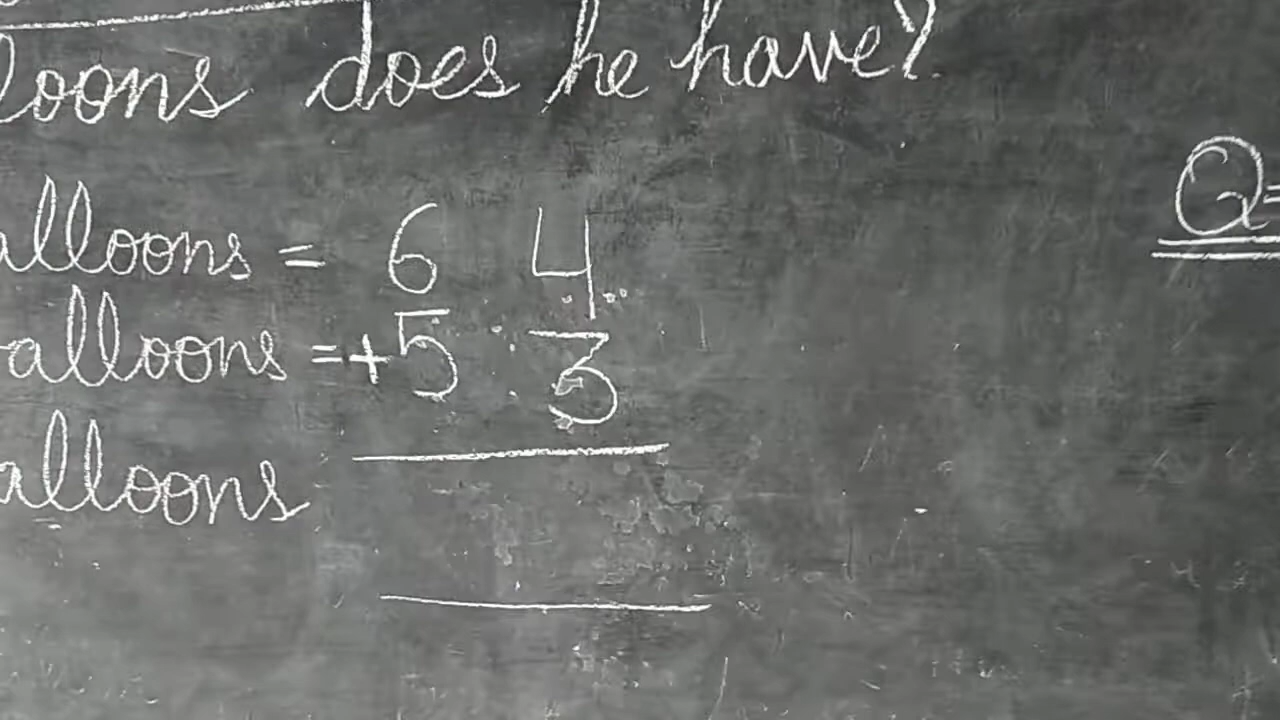 loons does he have?
Q=
alloons = 6 4
alloons =+5 3
alloons